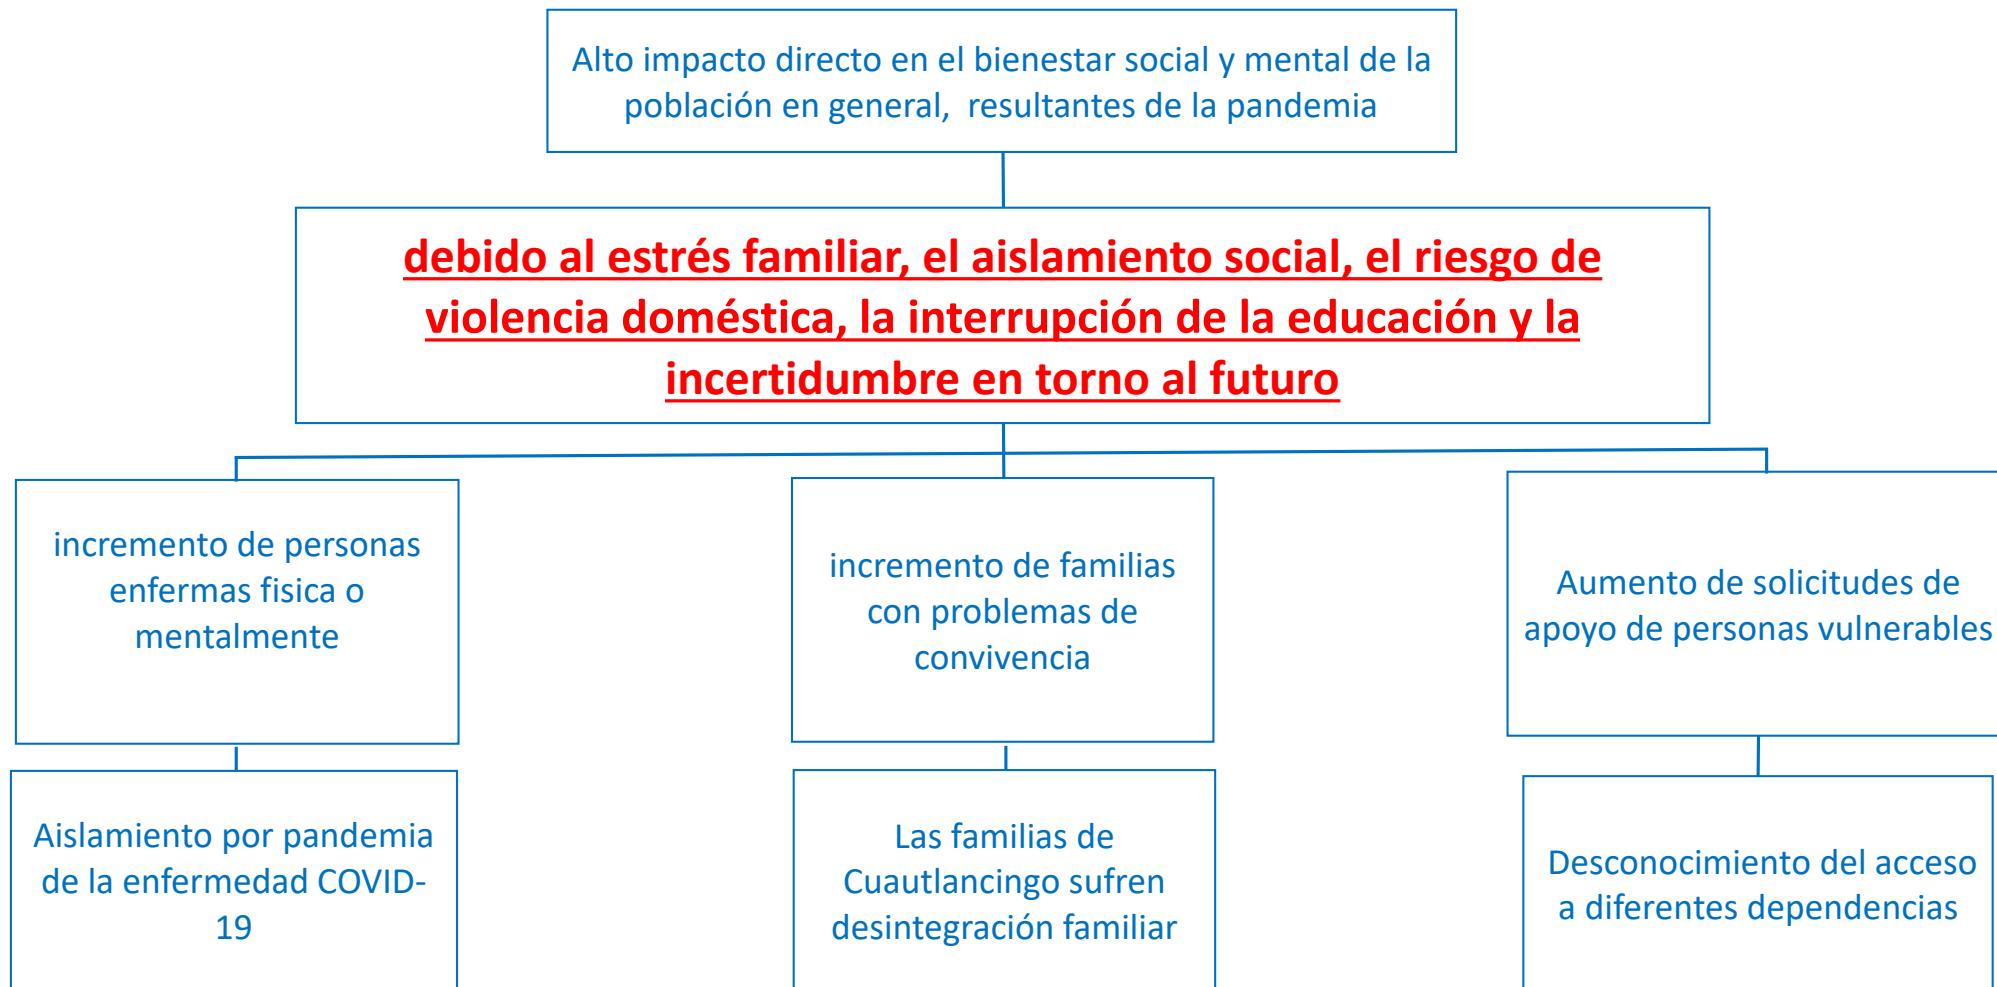 Alto impacto directo en el bienestar social y mental de la
población en general,  resultantes de la pandemia
debido al estrés familiar, el aislamiento social, el riesgo de
violencia doméstica, la interrupción de la educación y la
incertidumbre en torno al futuro
incremento de personas
enfermas fisica o
mentalmente
incremento de familias
con problemas de
convivencia
Aumento de solicitudes de
apoyo de personas vulnerables
Aislamiento por pandemia
de la enfermedad COVID-
19
Las familias de
Cuautlancingo sufren
desintegración familiar
Desconocimiento del acceso
a diferentes dependencias